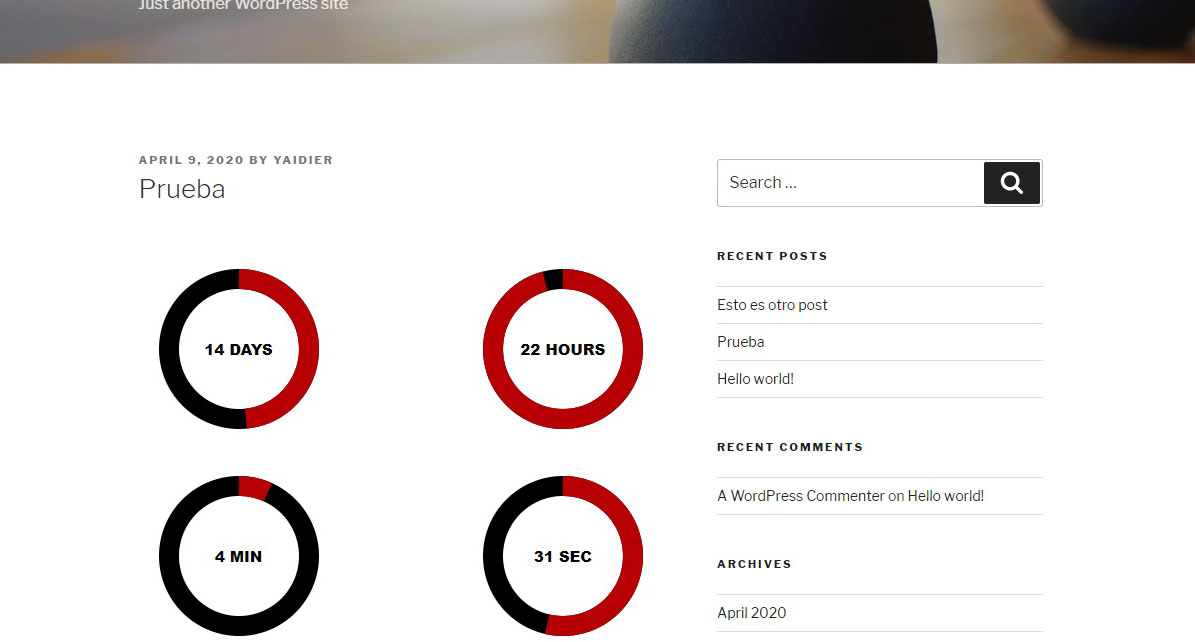 Just another WordPress site
APRIL 9, 2020 BY YAIDIER
Prueba
14 DAYS
22 HOURS
4 MIN
31 SEC
Search …
RECENT POSTS
Esto es otro post
Prueba
Hello world!
RECENT COMMENTS
A WordPress Commenter on Hello world!
ARCHIVES
April 2020